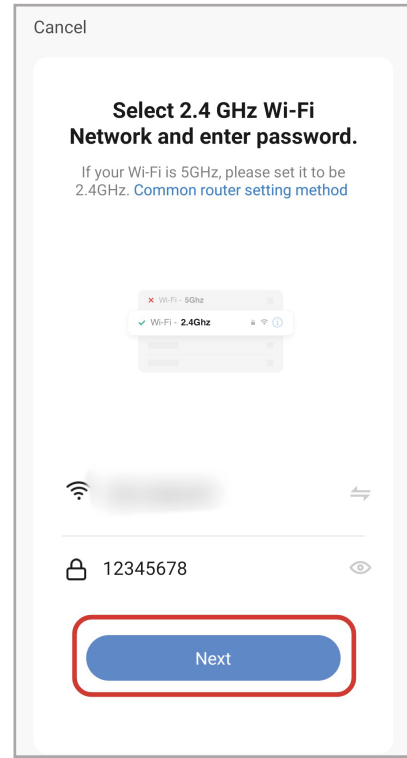 Cancel
Select 2.4 GHz Wi-Fi
Network and enter password.
If your Wi-Fi is 5GHz, please set it to be
2.4GHz. Common router setting method
Wi-Fi - 5Ghz
Wi-Fi - 2.4Ghz
12345678
Next